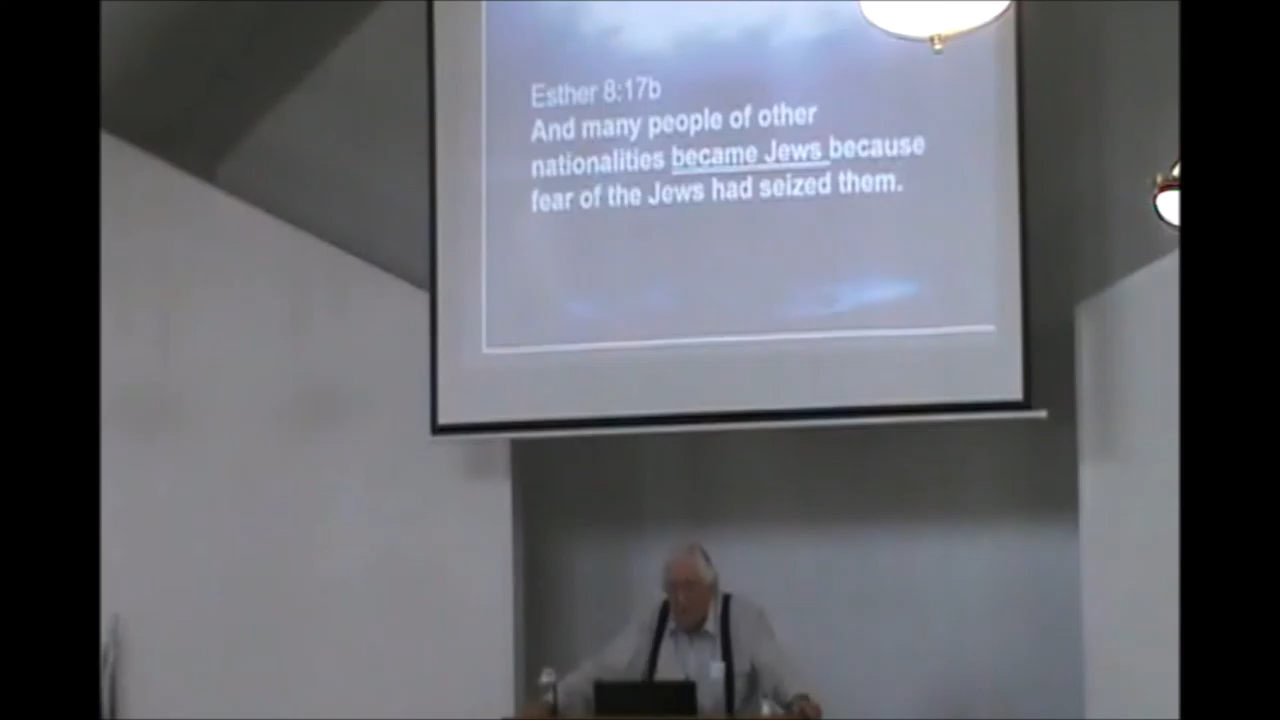 Esther 8:17b
And many people of other
nationalities became Jews because
fear of the Jews had seized them.